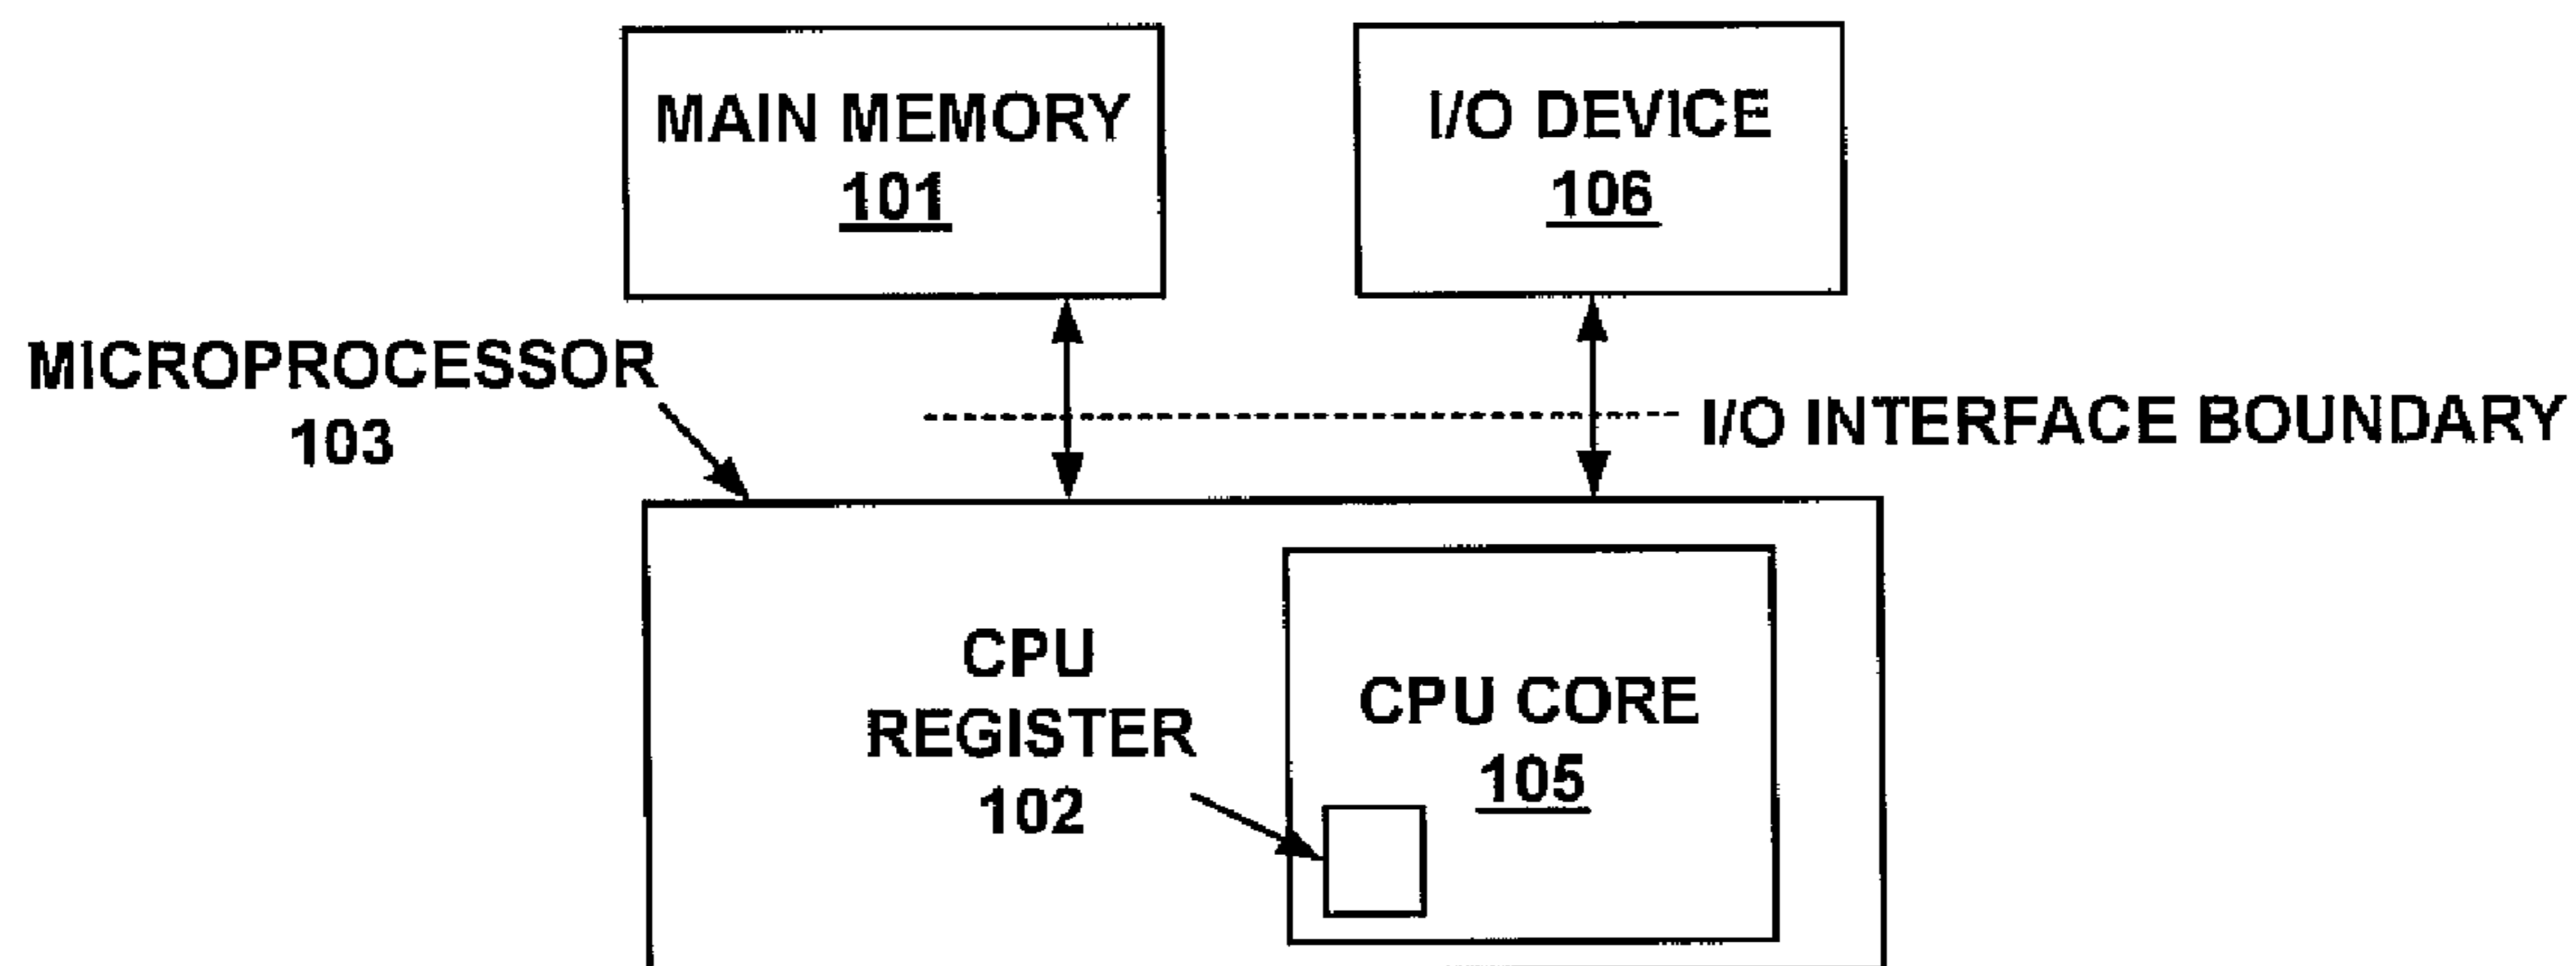 MAIN MEMORY
101
I/O DEVICE
106
MICROPROCESSOR
103
I/O INTERFACE BOUNDARY
CPU
REGISTER
102
CPU CORE
105